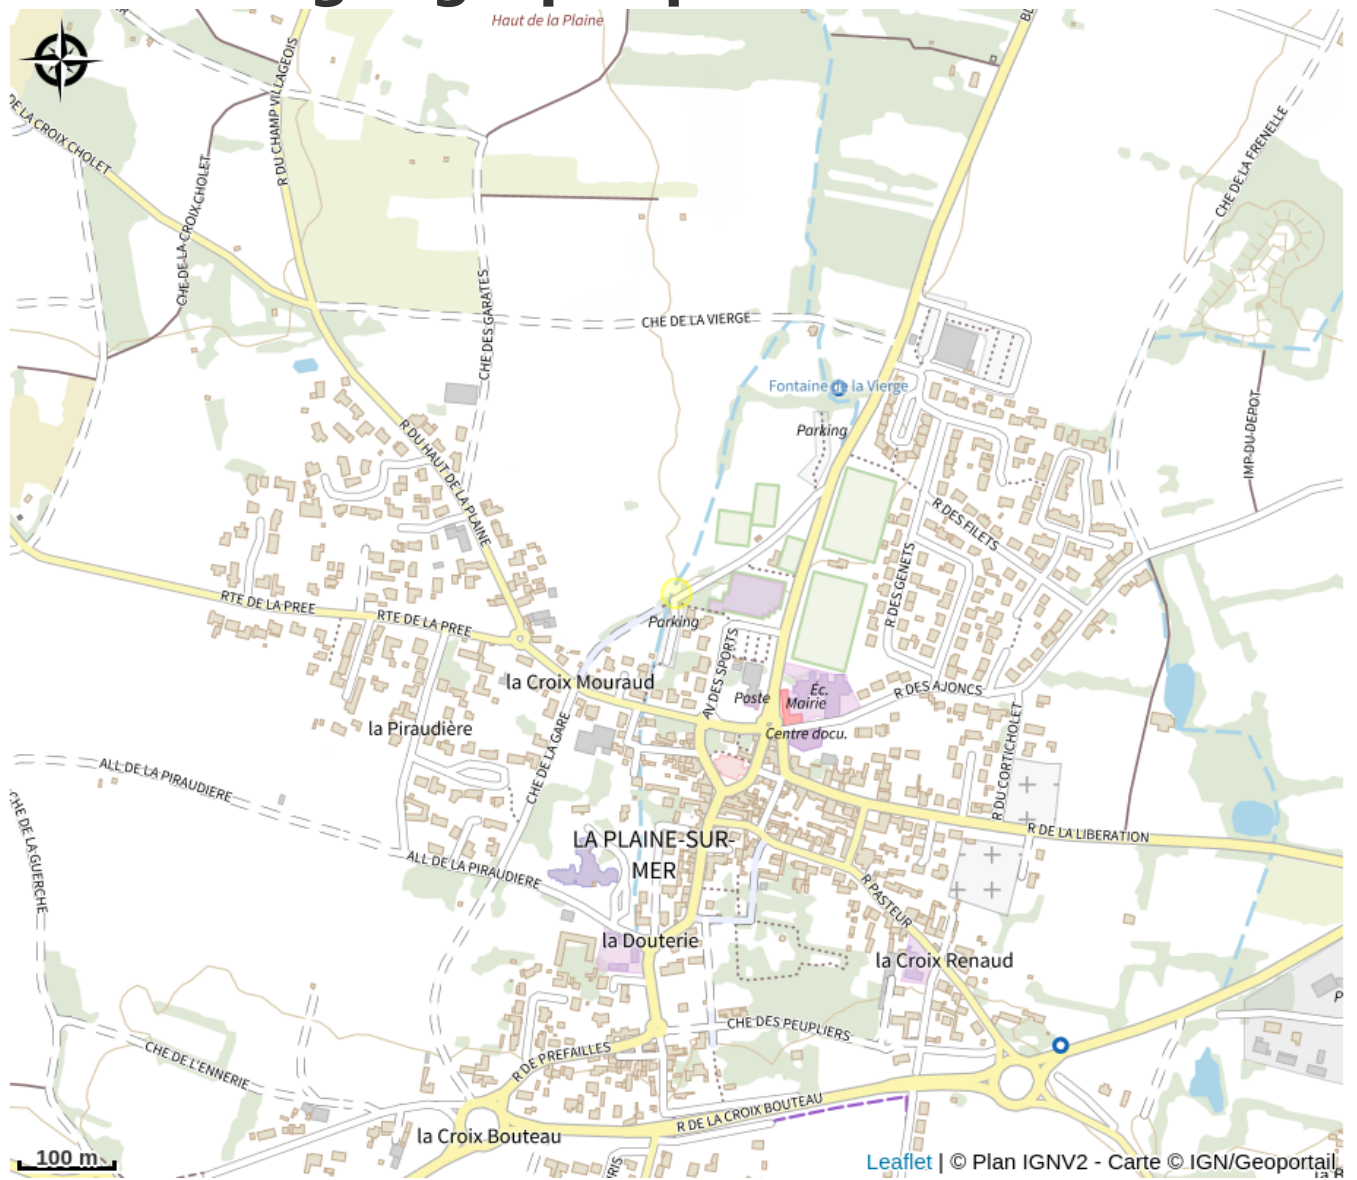 Haut de la Plaine
R DU CHAMP VILLAGEOIS
DE LA CROIX CHOLET
CHE DE LA CROIX CHOLET
CHE DE LA FRENELLE
CHE DES GARATES
CHE DE LA VIERGE
Fontaine de la Vierge
Parking
IMP DU DEPOT
R DU HAUT DE LA PLAINE
R DES FILETS
R DES GENETS
RTE DE LA PREE
RTE DE LA PREE
Parking
AV DES SPORTS
la Croix Mouraud
Poste
Éc.
Mairie
R DES AJONCS
la Piraudière
Centre docu.
CHE DE LA GARE
R DU CORTICHOLET
ALL DE LA PIRAUDIERE
CHE DE LA GUERCHE
R DE LA LIBERATION
LA PLAINE-SUR-
MER
ALL DE LA PIRAUDIERE
R PASTEUR
la Douterie
la Croix Renaud
CHE DES PEUPLIERS
R DE PREFAILLES
CHE DE L'ENNERIE
R DE LA CROIX BOUTEAU
la Croix Bouteau
100 m
Leaflet | © Plan IGNV2 - Carte © IGN/Geoportail